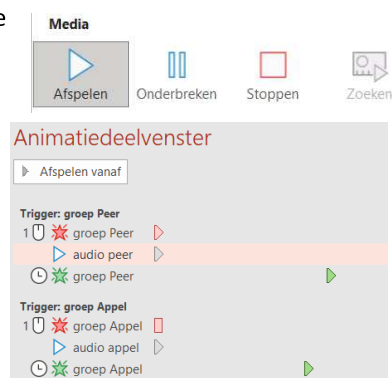 e
Media
Afspelen Onderbreken Stoppen Zoeken
Animatiedeelvenster
Afspelen vanaf
Trigger: groep Peer
1 groep Peer
audio peer
groep Peer
Trigger: groep Appel
1 groep Appel
audio appel
groep Appel